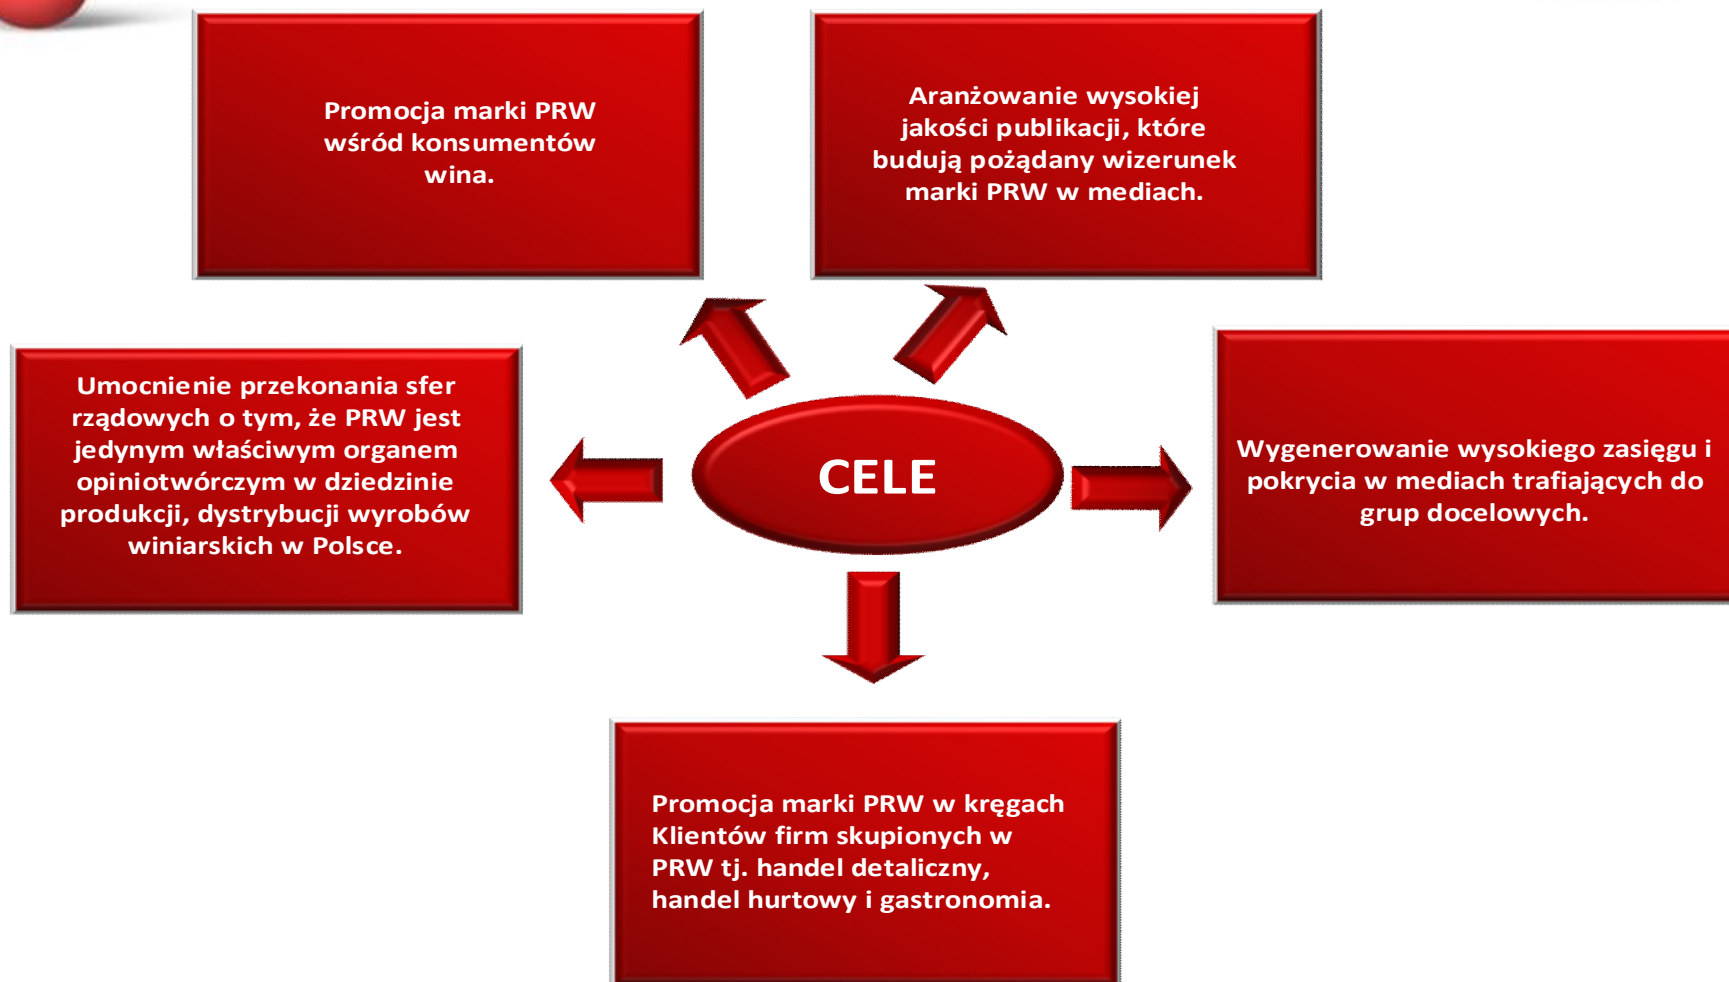 Promocja marki PRW
wśród konsumentów
wina.
Aranżowanie wysokiej
jakości publikacji, które
budują pożądany wizerunek
marki PRW w mediach.
Umocnienie przekonania sfer
rządowych o tym, że PRW jest
jedynym właściwym organem
opiniotwórczym w dziedzinie
produkcji, dystrybucji wyrobów
winiarskich w Polsce.
CELE
Wygenerowanie wysokiego zasięgu i
pokrycia w mediach trafiających do
grup docelowych.
Promocja marki PRW w kręgach
Klientów firm skupionych w
PRW tj. handel detaliczny,
handel hurtowy i gastronomia.